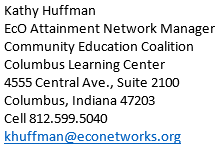 Kathy Huffman
EcO Attainment Network Manager
Community Education Coalition
Columbus Learning Center
4555 Central Ave., Suite 2100
Columbus, Indiana 47203
Cell 812.599.5040
khuffman@econetworks.org